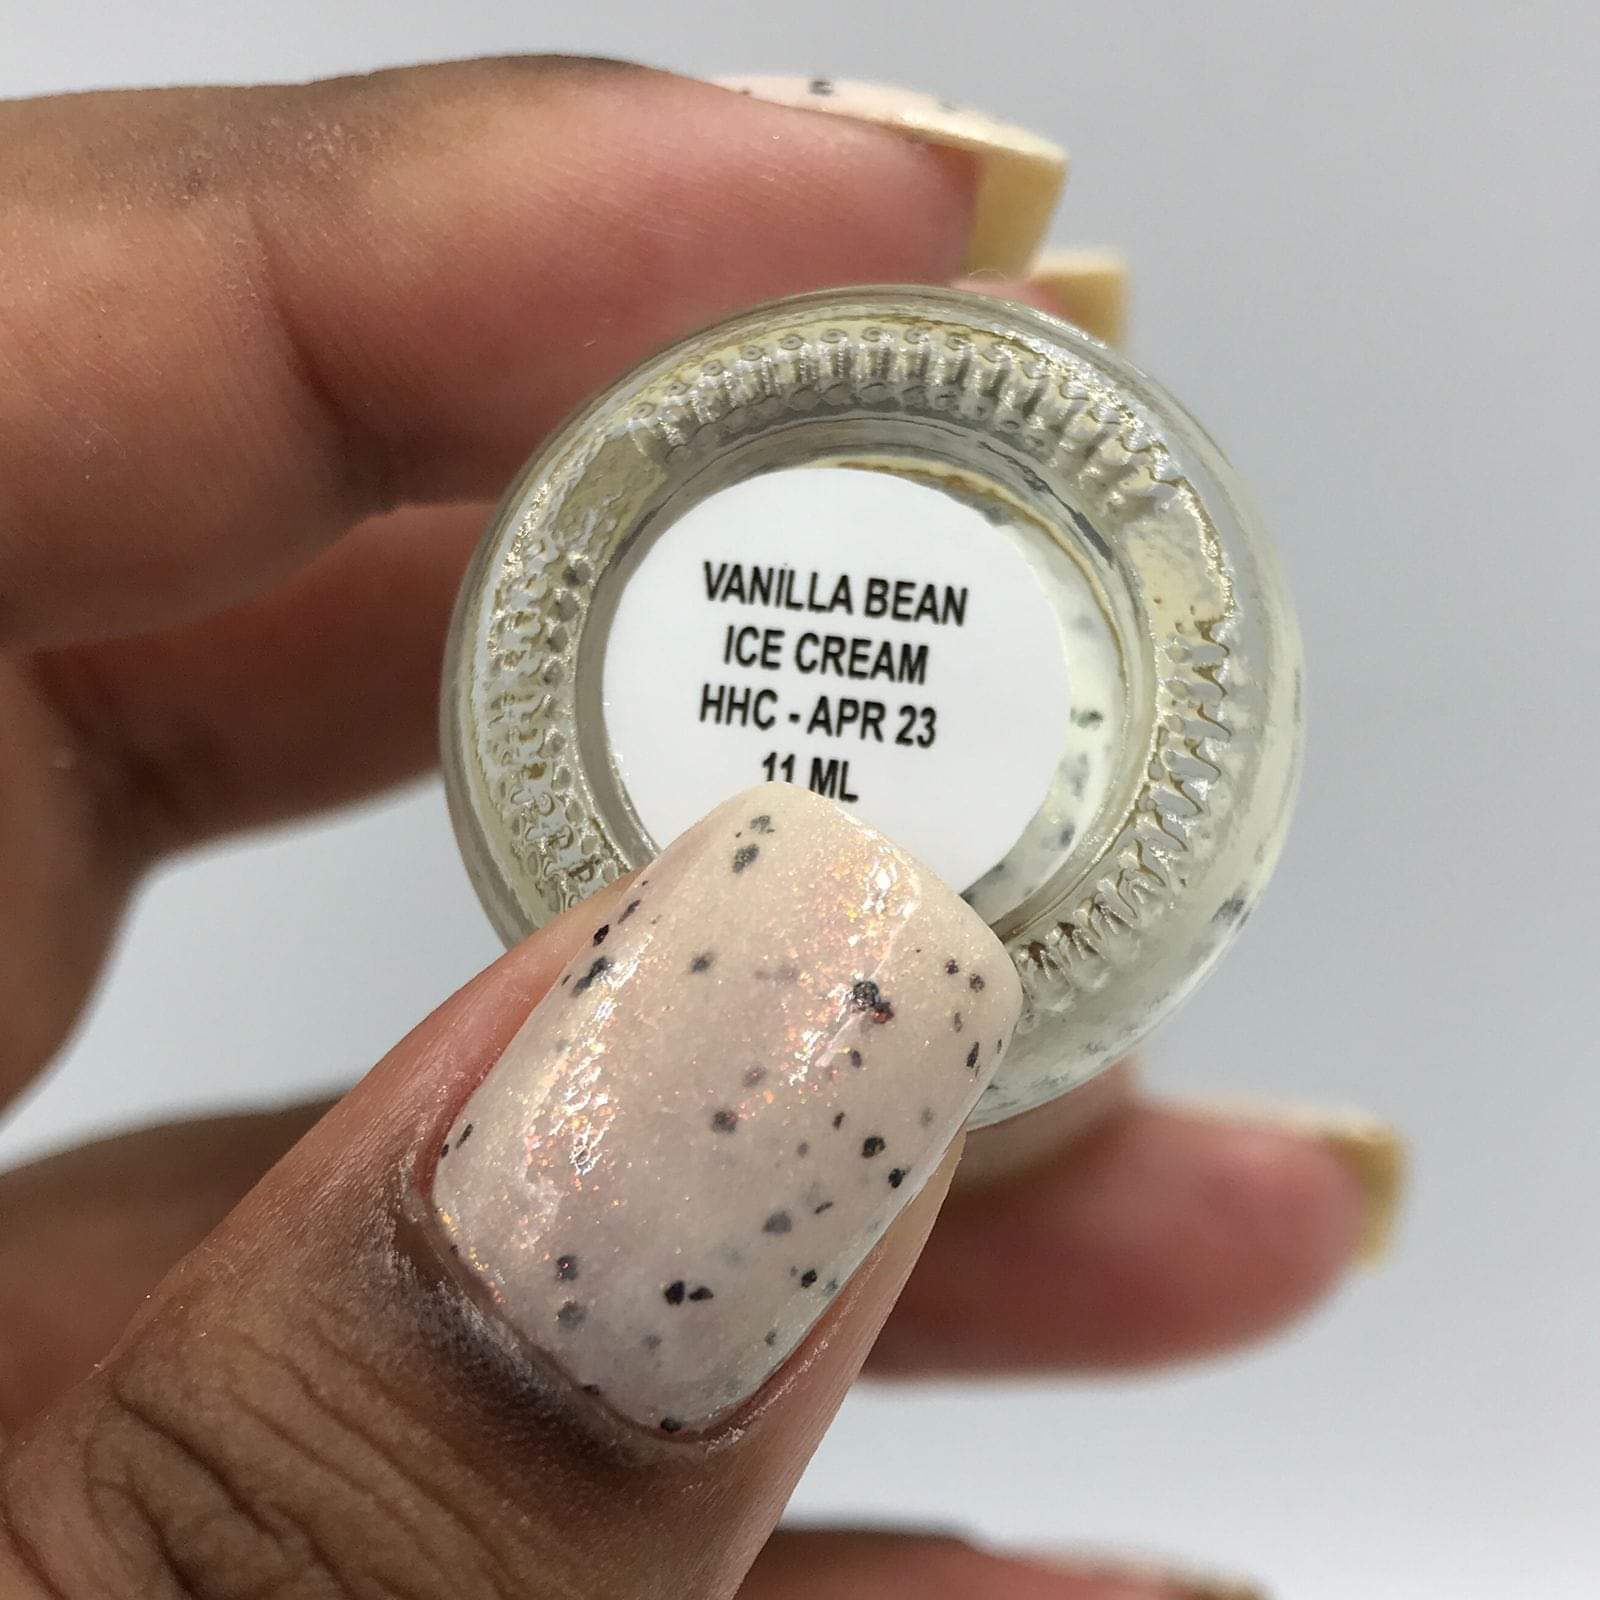 VANILLA BEAN
ICE CREAM
HHC - APR 23
11 ML